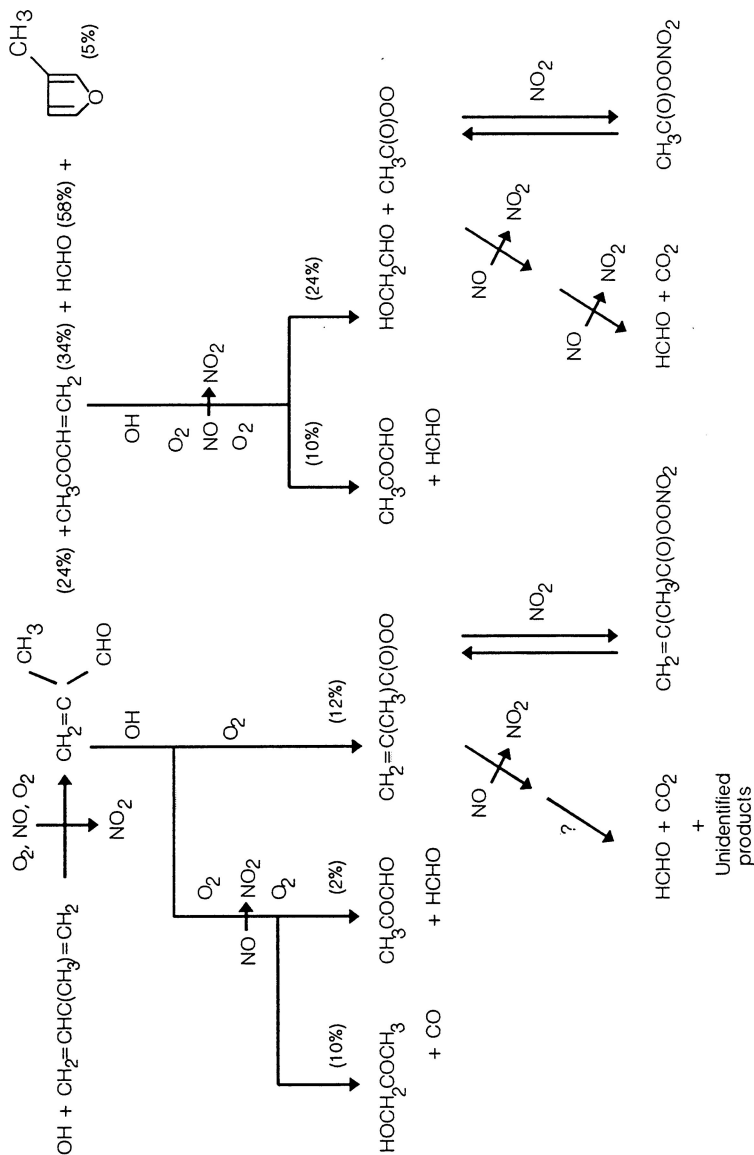 OH + CH₂=CHC(CH₃)=CH₂
O₂, NO, O₂
NO₂
CH₂=C
CH₃
CHO
(24%) +CH₃COCH=CH₂ (34%) + HCHO (58%) +
CH₃
O
(5%)
OH
O₂
O₂
NO
NO₂
O₂
(10%)
(2%)
(12%)
HOCH₂COCH₃
+ CO
CH₃COCHO
+ HCHO
CH₂=C(CH₃)C(O)OO
OH
O₂
NO
NO₂
O₂
(10%)
(24%)
CH₃COCHO
+ HCHO
HOCH₂CHO + CH₃C(O)OO
NO
NO₂
?
NO₂
HCHO + CO₂
+
Unidentified
products
CH₂=C(CH₃)C(O)OONO₂
NO
NO₂
NO
NO₂
NO₂
HCHO + CO₂
CH₃C(O)OONO₂